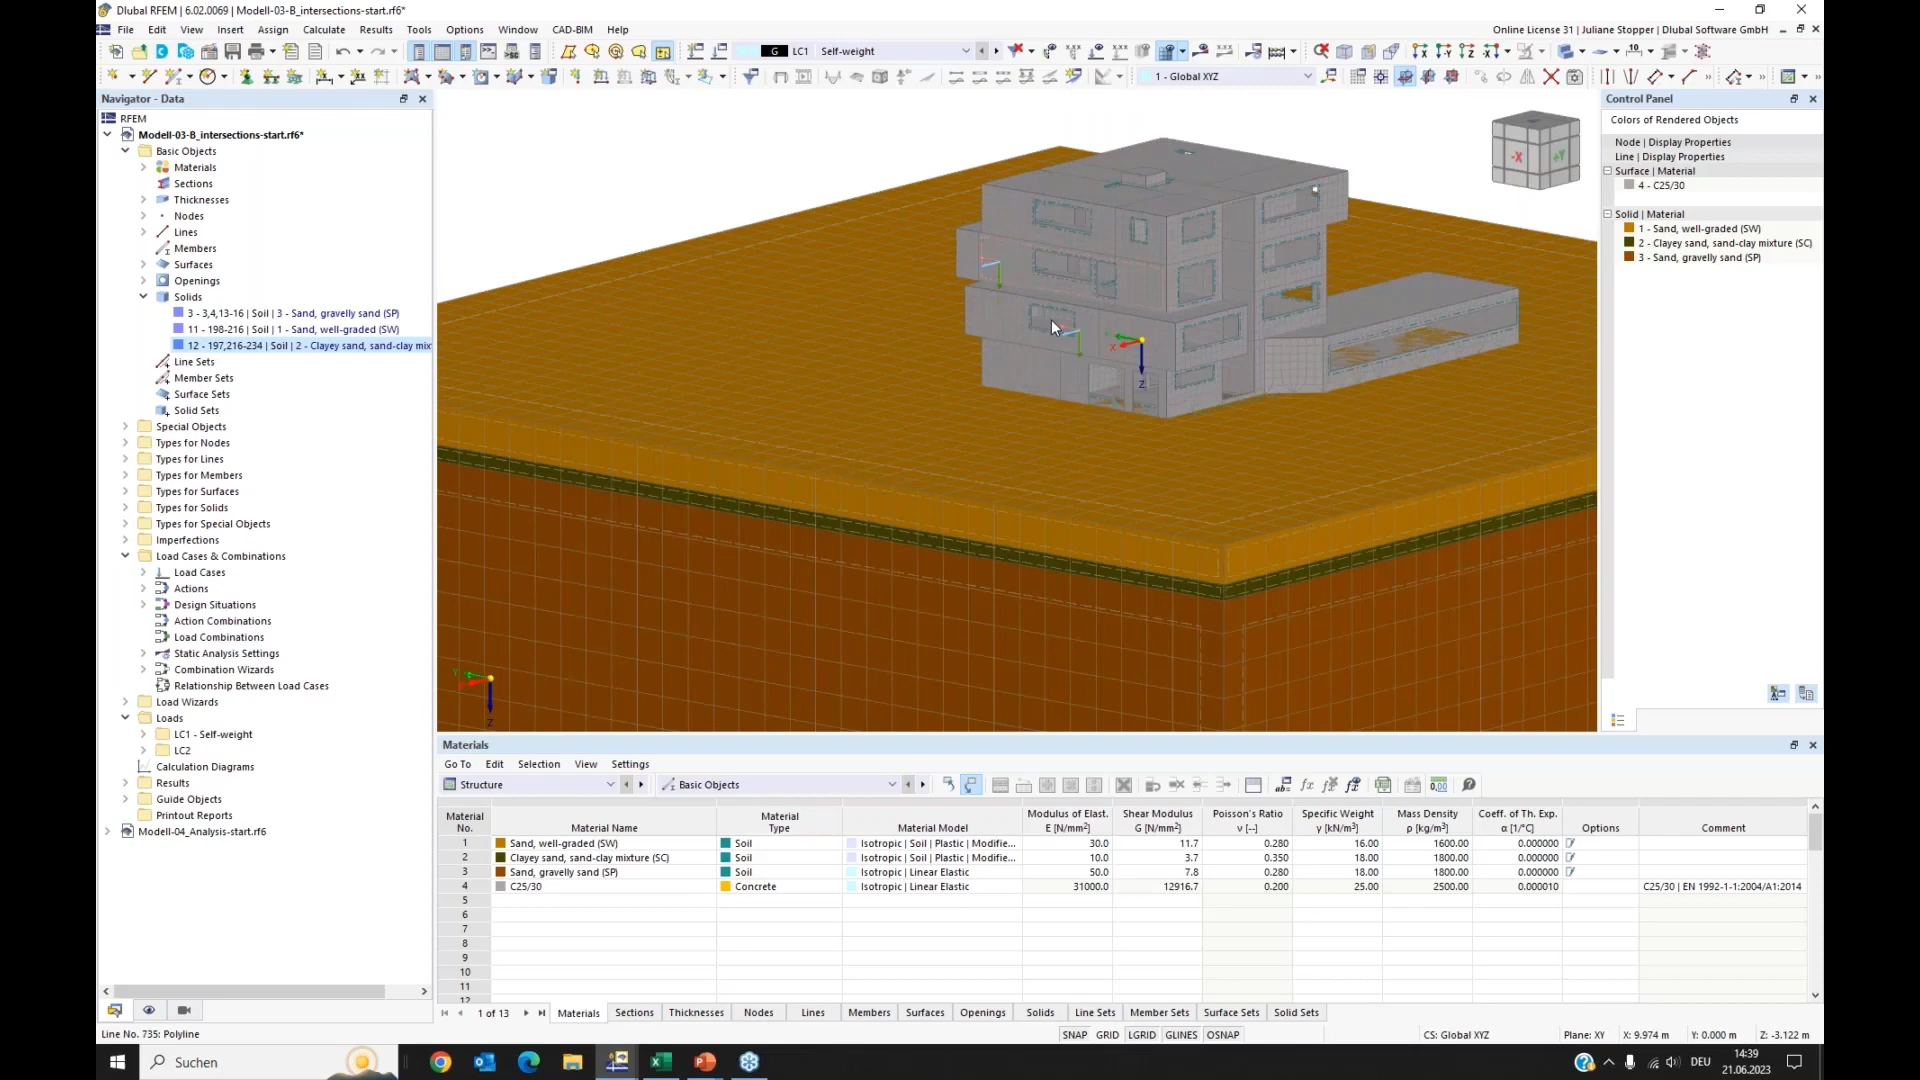 Dlubal RFEM | 6.02.0069 | Modell-03-B_intersections-start.rf6*
File Edit View Insert Assign Calculate Results Tools Options Window CAD-BIM Help
Online License 31 | Juliane Stopper | Dlubal Software GmbH
G LC1 Self-weight
1 - Global XYZ
Navigator - Data
RFEM
Modell-03-B_intersections-start.rf6*
Basic Objects
Materials
Sections
Thicknesses
Nodes
Lines
Members
Surfaces
Openings
Solids
3 - 3,4,13-16 | Soil | 3 - Sand, gravelly sand (SP)
11 - 198-216 | Soil | 1 - Sand, well-graded (SW)
12 - 197,216-234 | Soil | 2 - Clayey sand, sand-clay mix
Line Sets
Member Sets
Surface Sets
Solid Sets
Special Objects
Types for Nodes
Types for Lines
Types for Members
Types for Surfaces
Types for Solids
Types for Special Objects
Imperfections
Load Cases & Combinations
Load Cases
Actions
Design Situations
Action Combinations
Load Combinations
Static Analysis Settings
Combination Wizards
Relationship Between Load Cases
Load Wizards
Loads
LC1 - Self-weight
LC2
Calculation Diagrams
Results
Guide Objects
Printout Reports
Modell-04_Analysis-start.rf6
-X +Y
X
Z
Y
Z
Control Panel
Colors of Rendered Objects
Node | Display Properties
Line | Display Properties
Surface | Material
4 - C25/30
Solid | Material
1 - Sand, well-graded (SW)
2 - Clayey sand, sand-clay mixture (SC)
3 - Sand, gravelly sand (SP)
Materials
Go To Edit Selection View Settings
Structure Basic Objects
Material No. Material Name Material Type Material Model Modulus of Elast. E [N/mm²] Shear Modulus G [N/mm²] Poisson's Ratio ν [--] Specific Weight γ [kN/m³] Mass Density ρ [kg/m³] Coeff. of Th. Exp. α [1/°C] Options Comment
1 Sand, well-graded (SW) Soil Isotropic | Soil | Plastic | Modifie... 30.0 11.7 0.280 16.00 1600.00 0.000000
2 Clayey sand, sand-clay mixture (SC) Soil Isotropic | Soil | Plastic | Modifie... 10.0 3.7 0.350 18.00 1800.00 0.000000
3 Sand, gravelly sand (SP) Soil Isotropic | Linear Elastic 50.0 7.8 0.280 18.00 1800.00 0.000000
4 C25/30 Concrete Isotropic | Linear Elastic 31000.0 12916.7 0.200 25.00 2500.00 0.000010 C25/30 | EN 1992-1-1:2004/A1:2014
5
6
7
8
9
10
11
12
1 of 13 Materials Sections Thicknesses Nodes Lines Members Surfaces Openings Solids Line Sets Member Sets Surface Sets Solid Sets
Line No. 735: Polyline
SNAP GRID LGRID GLINES OSNAP
CS: Global XYZ Plane: XY X: 9.974 m Y: 0.000 m Z: -3.122 m
Suchen
DEU
14:39
21.06.2023